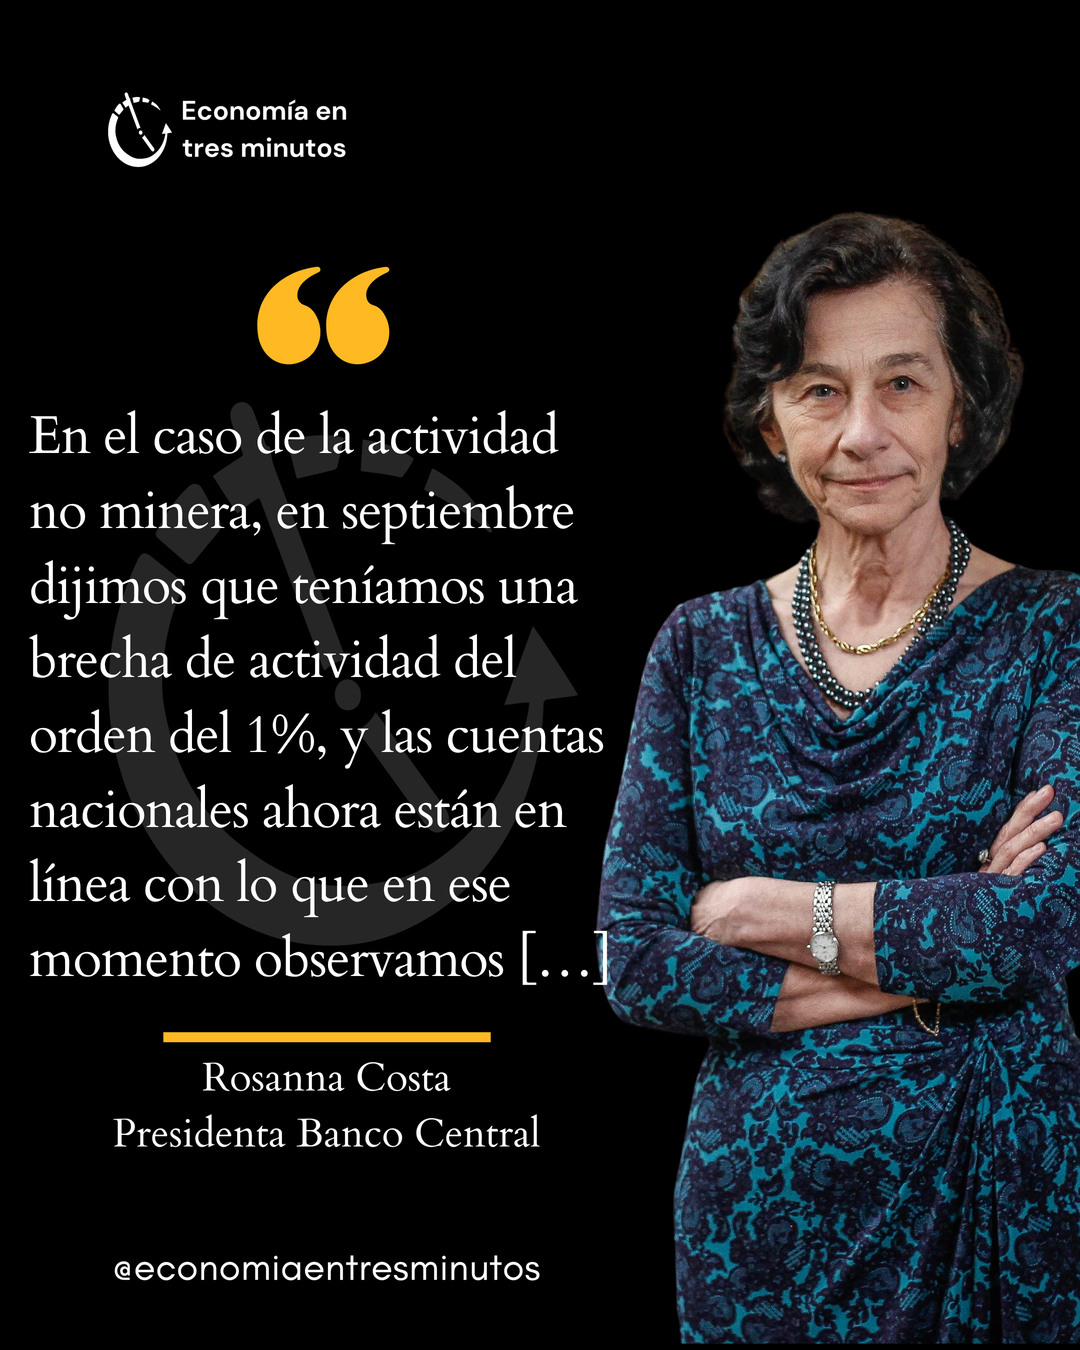 Economía en
tres minutos
“
En el caso de la actividad
no minera, en septiembre
dijimos que teníamos una
brecha de actividad del
orden del 1%, y las cuentas
nacionales ahora están en
línea con lo que en ese
momento observamos [...]
Rosanna Costa
Presidenta Banco Central
@economiaentresminutos